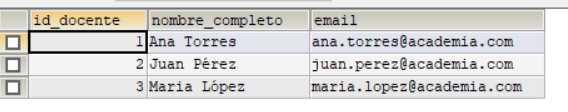 id_docente nombre_completo email
1 Ana Torres ana.torres@academia.com
2 Juan Pérez juan.perez@academia.com
3 Maria López maria.lopez@academia.com